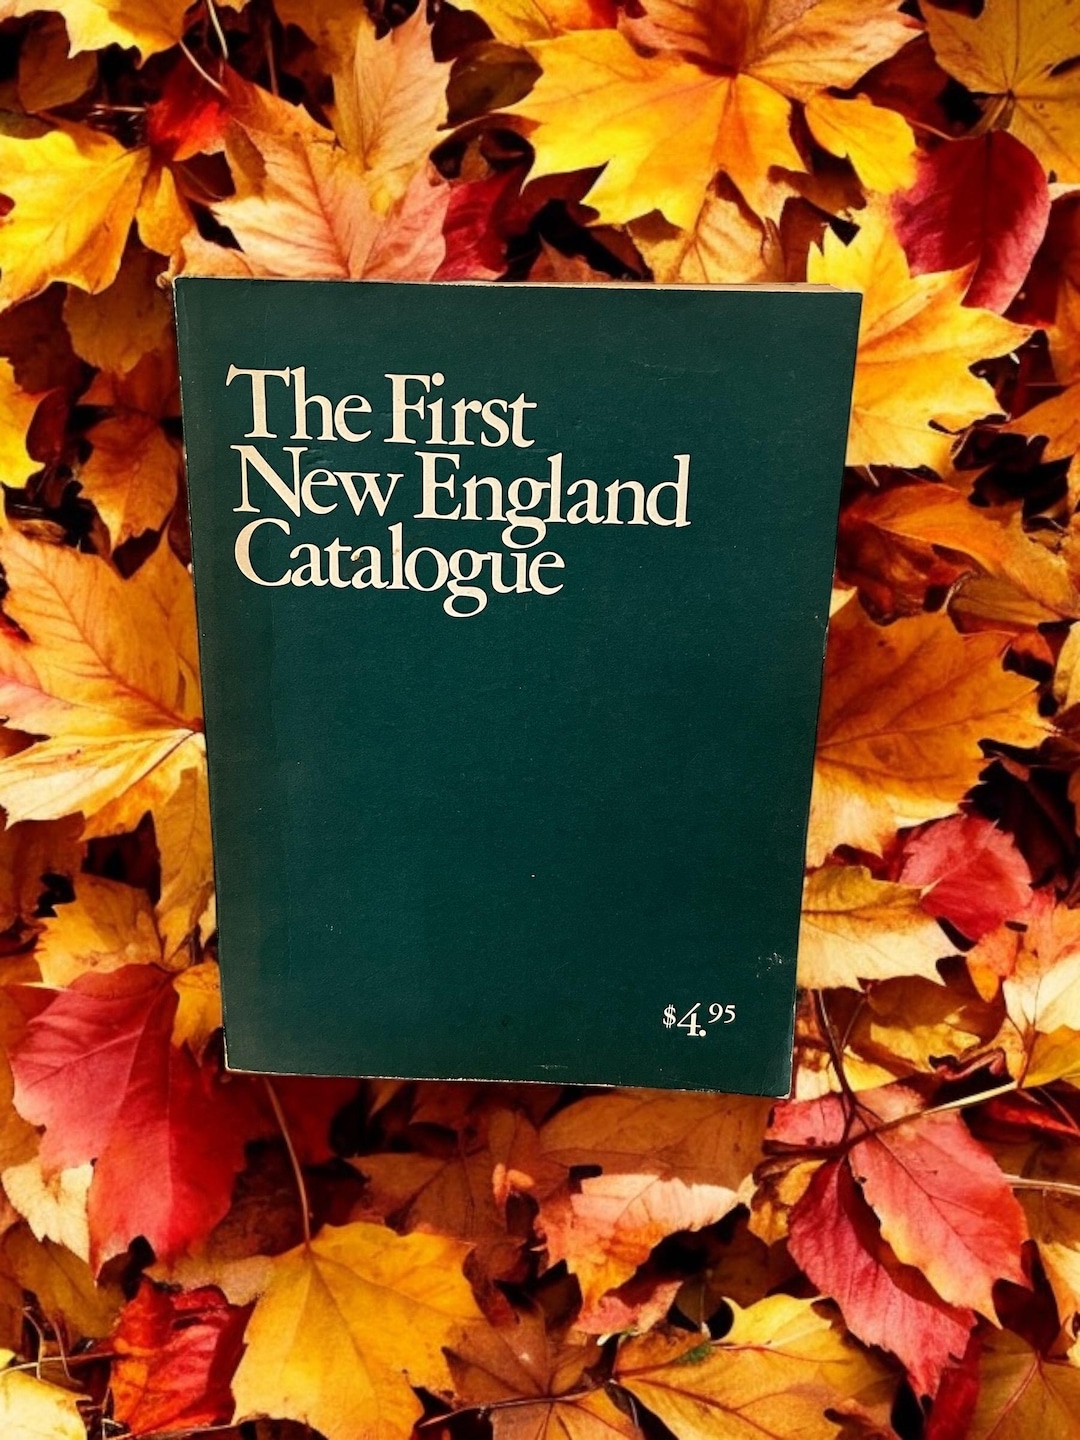 The First
New England
Catalogue
$4.95